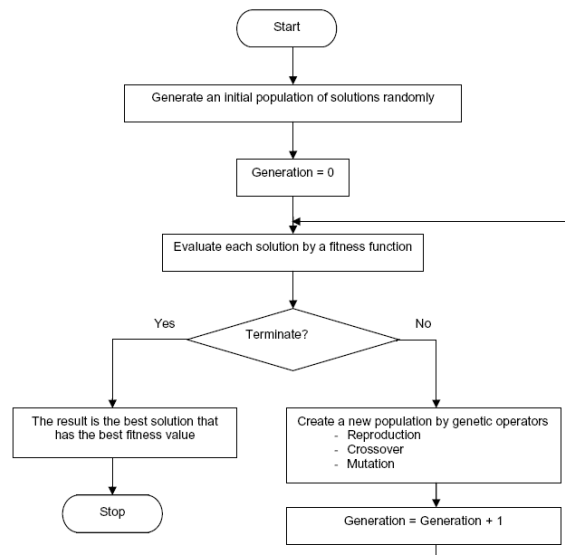 Start
Generate an initial population of solutions randomly
Generation = 0
Evaluate each solution by a fitness function
Yes
Terminate?
No
The result is the best solution that
has the best fitness value
Create a new population by genetic operators
- Reproduction
- Crossover
- Mutation
Stop
Generation = Generation + 1